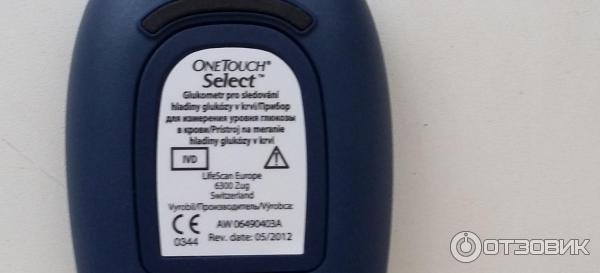 ONETOUCH®
Select™
Glukometr pro sledování
hladiny glukózy v krvi/Прибор
для измерения уровня глюкозы
в крови/Prístroj na meranie
hladiny glukózy v krvi
IVD
LifeScan Europe
6300 Zug
Switzerland
Vyrobil/Производитель/Výrobca:
CE
0344
AW 06490403A
Rev. date: 05/2012
ОТЗОВИК